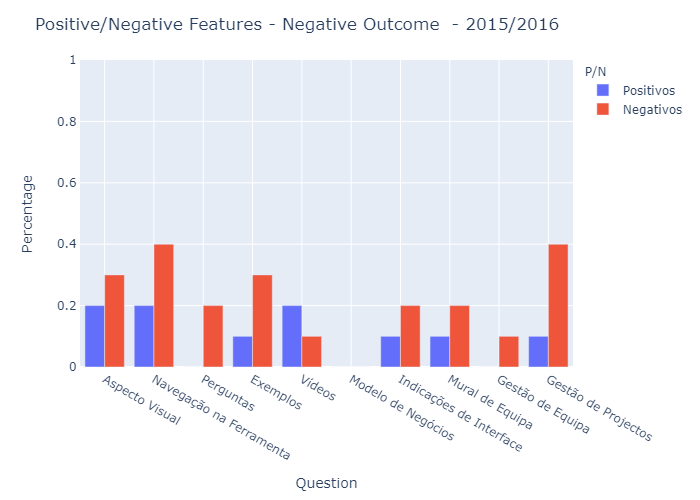 Positive/Negative Features - Negative Outcome - 2015/2016
P/N
Positivos
Negativos
Percentage
1
0.8
0.6
0.4
0.2
0
Aspecto Visual
Navegação na Ferramenta
Perguntas
Exemplos
Vídeos
Modelo de Negócios
Indicações de Interface
Mural de Equipa
Gestão de Equipa
Gestão de Projectos
Question